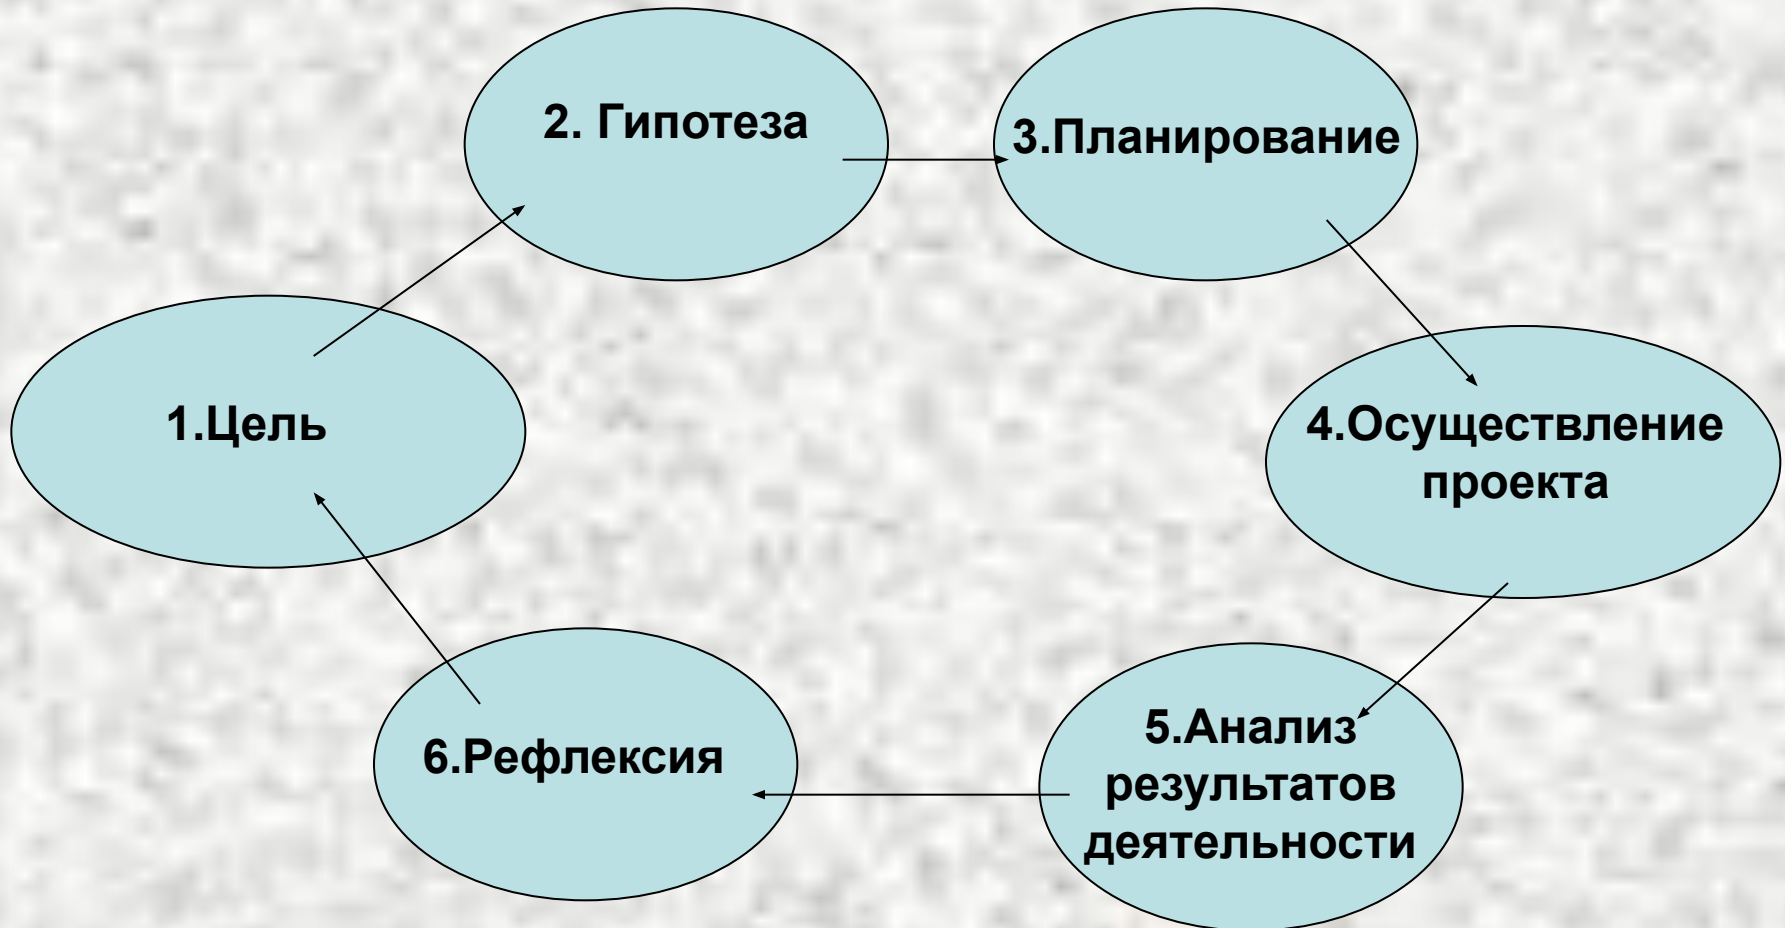 1.Цель
2. Гипотеза
3.Планирование
4.Осуществление
проекта
5.Анализ
результатов
деятельности
6.Рефлексия